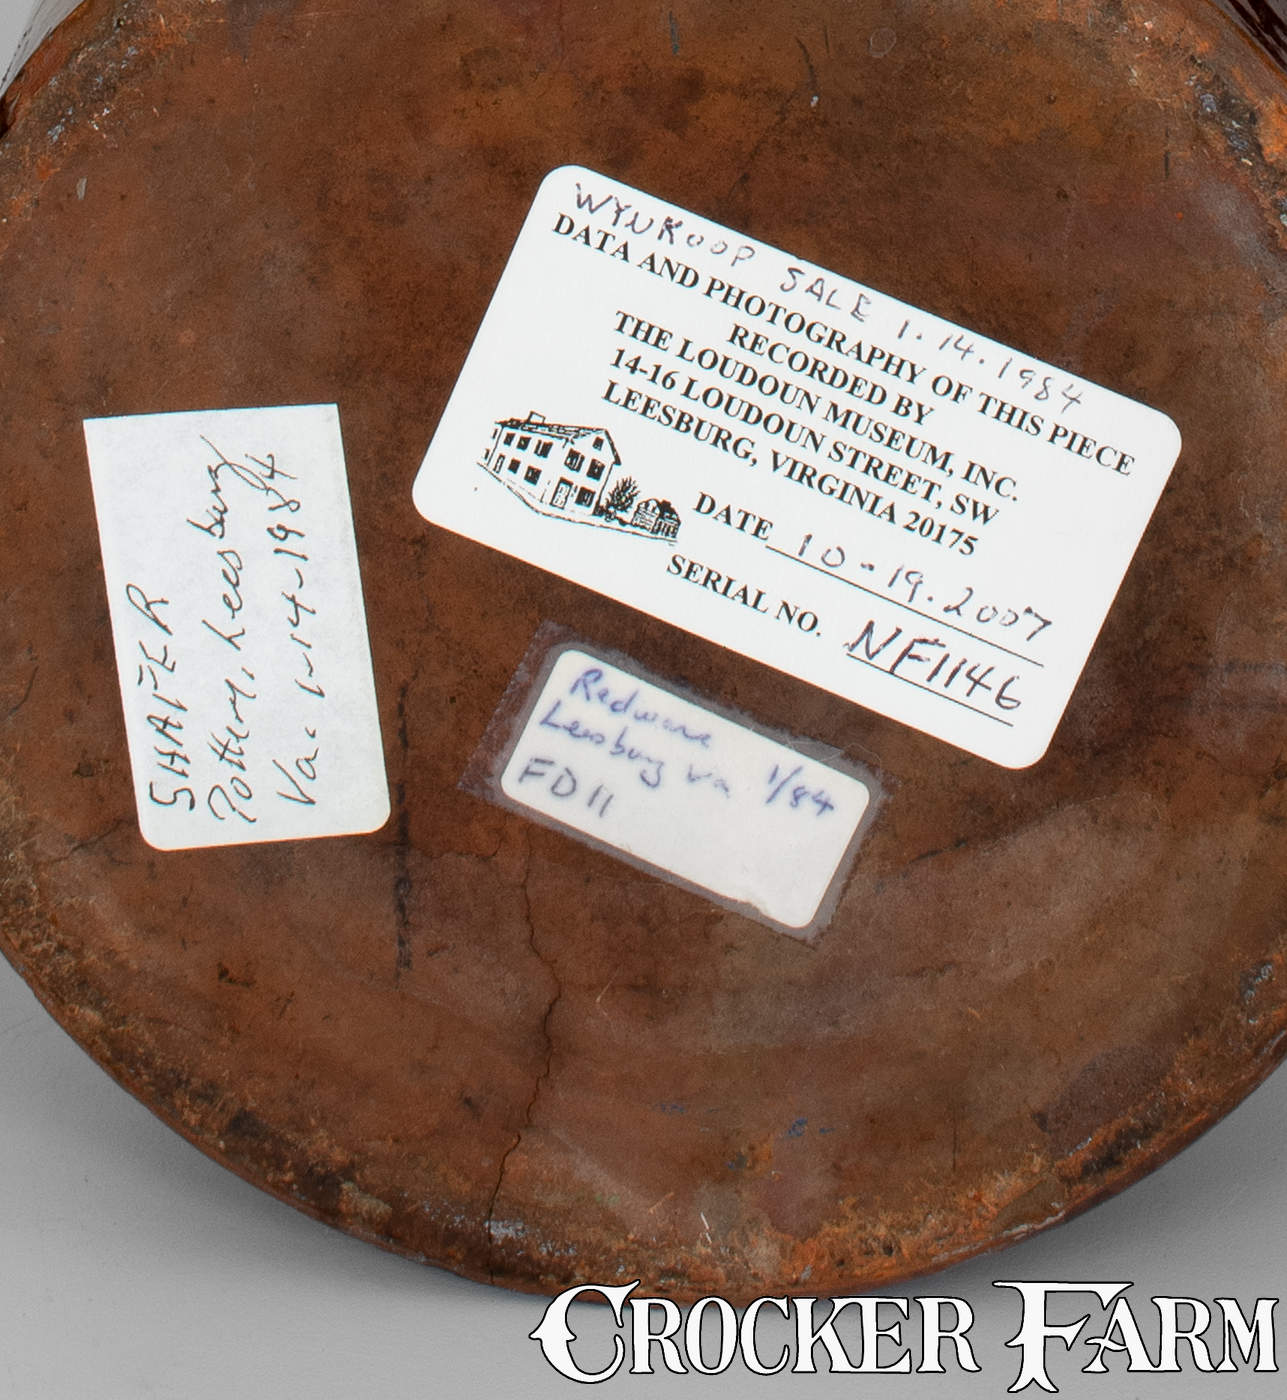 WYNKOOP SALE 1.14.1984
DATA AND PHOTOGRAPHY OF THIS PIECE
RECORDED BY
THE LOUDOUN MUSEUM, INC.
14-16 LOUDOUN STREET, SW
LEESBURG, VIRGINIA 20175
DATE 10-19.2007
SERIAL NO. NF1146
SHAFER
Pottery, Leesburg
Va. 1-14-1984
Redware
Leesburg Va 1/84
FD11
CROCKER FARM